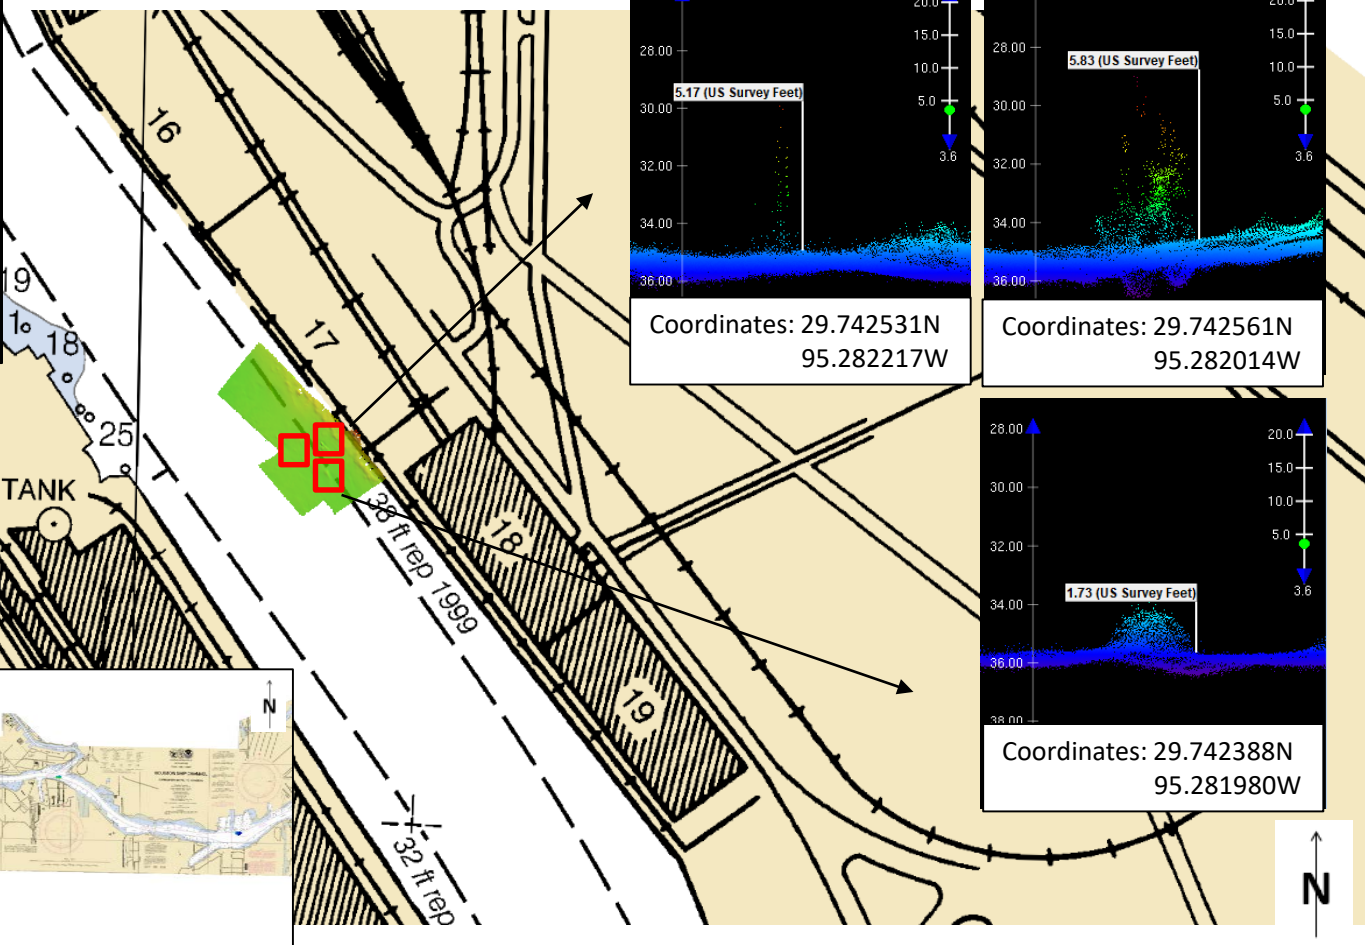 20.0
28.00
15.0
10.0
5.17 (US Survey Feet)
5.0
30.00
32.00
3.6
34.00
36.00
Coordinates: 29.742531N
95.282217W
20.0
28.00
15.0
5.83 (US Survey Feet)
10.0
30.00
5.0
32.00
3.6
34.00
36.00
Coordinates: 29.742561N
95.282014W
28.00
20.0
15.0
30.00
10.0
5.0
32.00
1.73 (US Survey Feet)
3.6
34.00
36.00
38.00
Coordinates: 29.742388N
95.281980W
16
17
19
1
18
25
TANK
38 ft rep 1999
18
19
32 ft rep
N
HOUSTON SHIP CHANNEL
N